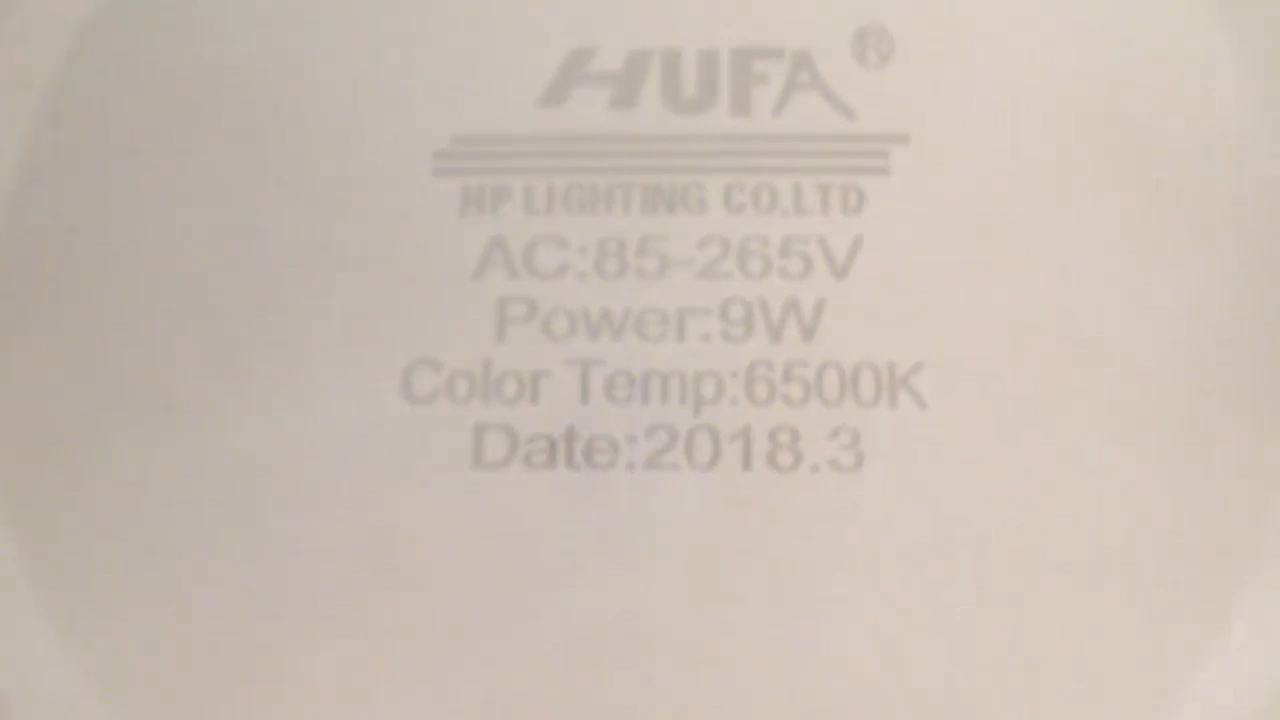 HUFA®
HP LIGHTING CO.LTD
AC:85-265V
Power:9W
Color Temp:6500K
Date:2018.3